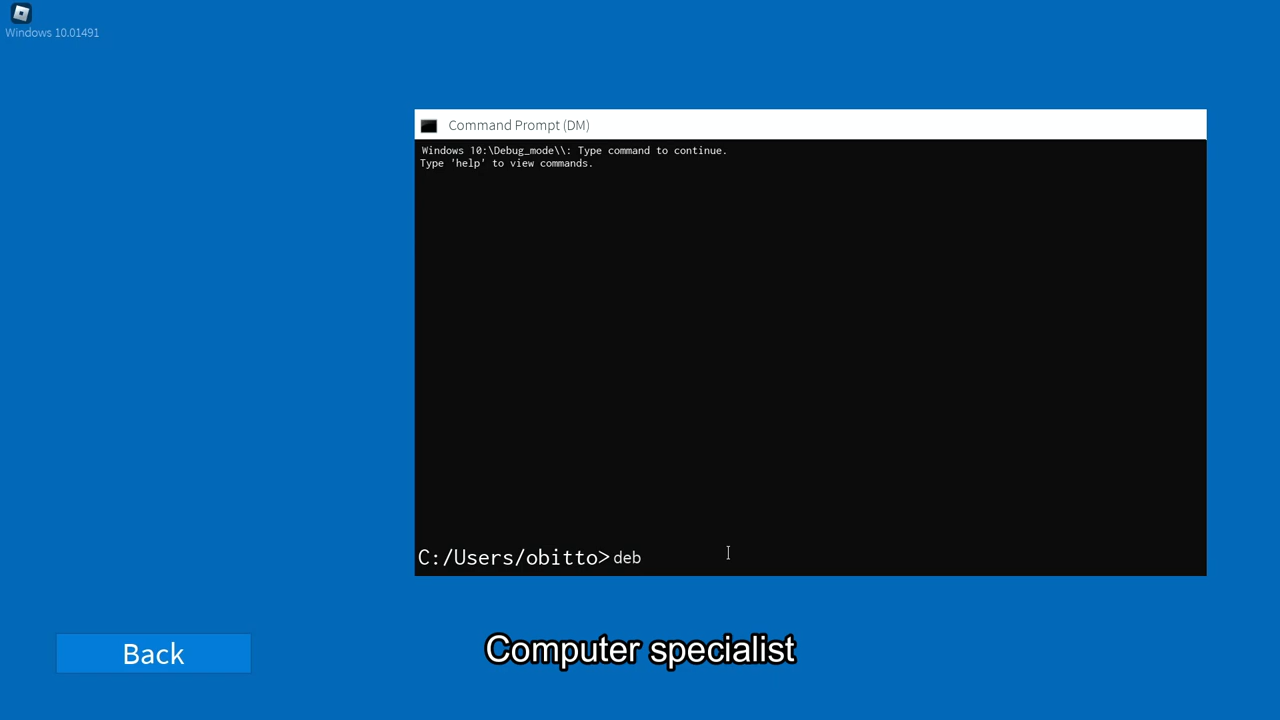 Windows 10.01491
Command Prompt (DM)
Windows 10:\Debug_mode\\: Type command to continue.
Type 'help' to view commands.
C:/Users/obitto>deb
Back
Computer specialist